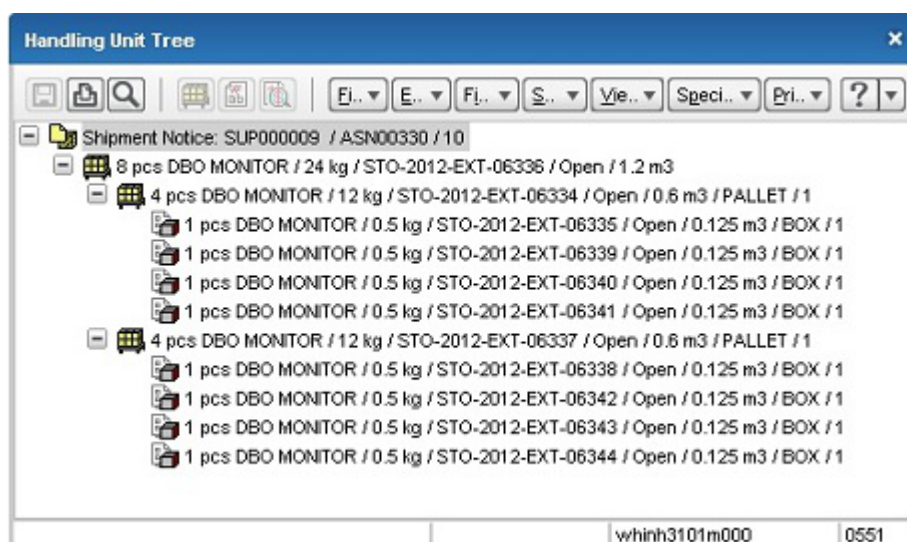 Handling Unit Tree
Fi.. E.. Fi.. S.. Vie.. Speci.. Pri.. ?
Shipment Notice: SUP000009 / ASN00330 / 10
8 pcs DBO MONITOR / 24 kg / STO-2012-EXT-06336 / Open / 1.2 m3
4 pcs DBO MONITOR / 12 kg / STO-2012-EXT-06334 / Open / 0.6 m3 / PALLET / 1
1 pcs DBO MONITOR / 0.5 kg / STO-2012-EXT-06335 / Open / 0.125 m3 / BOX / 1
1 pcs DBO MONITOR / 0.5 kg / STO-2012-EXT-06339 / Open / 0.125 m3 / BOX / 1
1 pcs DBO MONITOR / 0.5 kg / STO-2012-EXT-06340 / Open / 0.125 m3 / BOX / 1
1 pcs DBO MONITOR / 0.5 kg / STO-2012-EXT-06341 / Open / 0.125 m3 / BOX / 1
4 pcs DBO MONITOR / 12 kg / STO-2012-EXT-06337 / Open / 0.6 m3 / PALLET / 1
1 pcs DBO MONITOR / 0.5 kg / STO-2012-EXT-06338 / Open / 0.125 m3 / BOX / 1
1 pcs DBO MONITOR / 0.5 kg / STO-2012-EXT-06342 / Open / 0.125 m3 / BOX / 1
1 pcs DBO MONITOR / 0.5 kg / STO-2012-EXT-06343 / Open / 0.125 m3 / BOX / 1
1 pcs DBO MONITOR / 0.5 kg / STO-2012-EXT-06344 / Open / 0.125 m3 / BOX / 1
whinh3101m000 0551